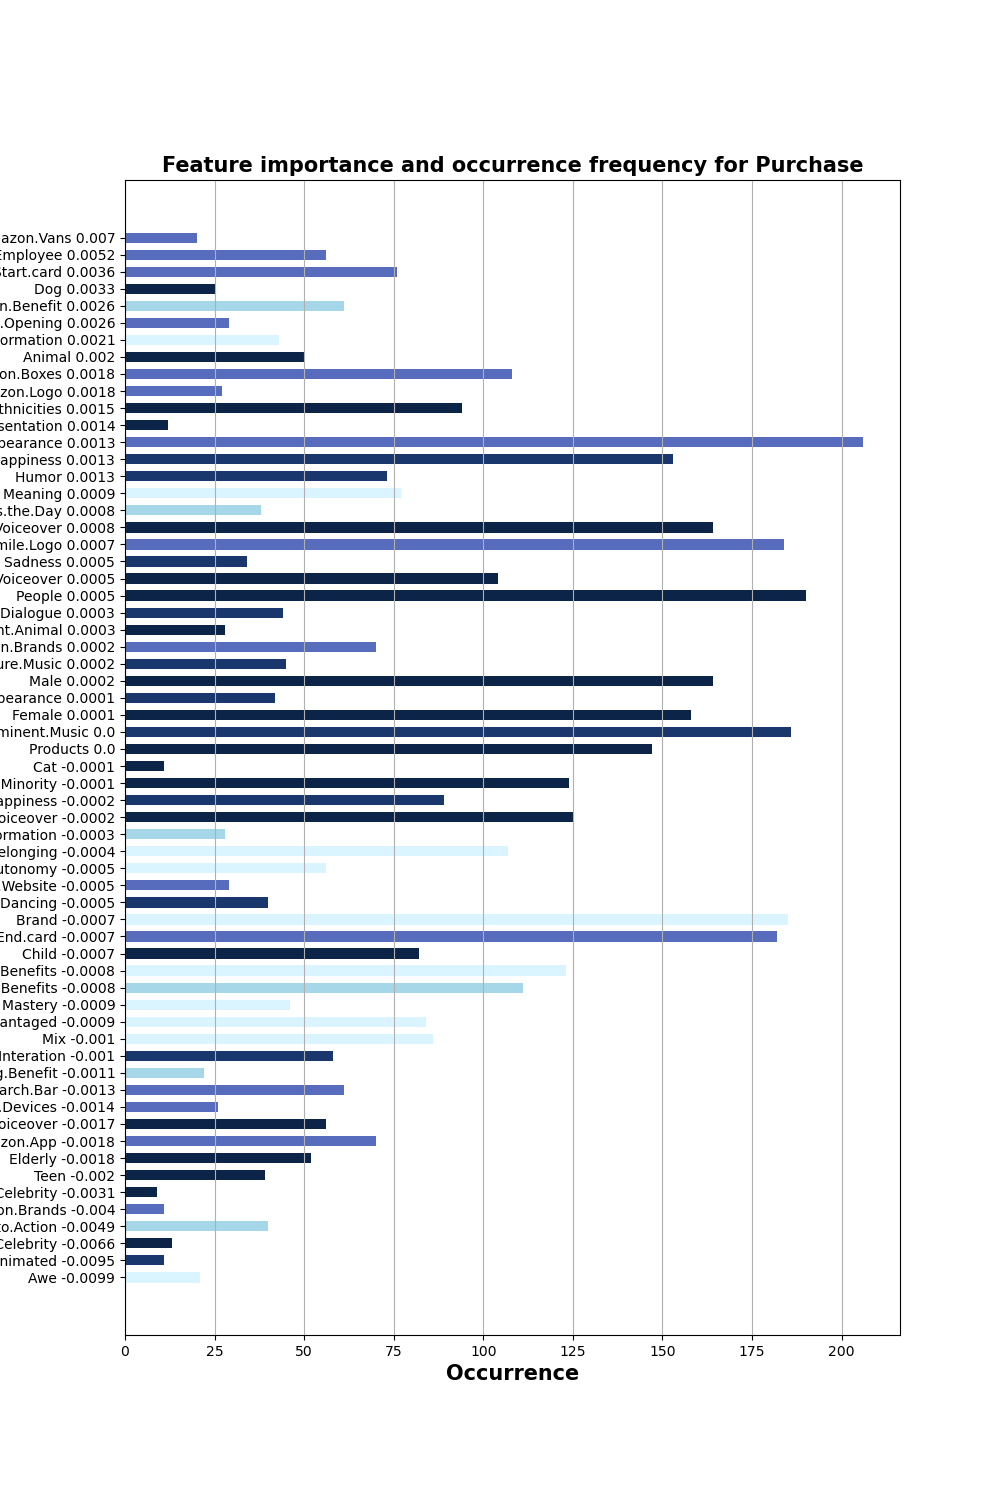 Feature importance and occurrence frequency for Purchase
azon.Vans 0.007
Employee 0.0052
Start.card 0.0036
Dog 0.0033
n.Benefit 0.0026
.Opening 0.0026
ormation 0.0021
Animal 0.002
on.Boxes 0.0018
zon.Logo 0.0018
thnicities 0.0015
sentation 0.0014
pearance 0.0013
appiness 0.0013
Humor 0.0013
Meaning 0.0009
s.the.Day 0.0008
Voiceover 0.0008
mile.Logo 0.0007
Sadness 0.0005
Voiceover 0.0005
People 0.0005
Dialogue 0.0003
nt.Animal 0.0003
n.Brands 0.0002
ure.Music 0.0002
Male 0.0002
pearance 0.0001
Female 0.0001
minent.Music 0.0
Products 0.0
Cat -0.0001
Minority -0.0001
appiness -0.0002
oiceover -0.0002
ormation -0.0003
elonging -0.0004
utonomy -0.0005
.Website -0.0005
Dancing -0.0005
Brand -0.0007
End.card -0.0007
Child -0.0007
Benefits -0.0008
Benefits -0.0008
Mastery -0.0009
antaged -0.0009
Mix -0.001
Interation -0.001
g.Benefit -0.0011
arch.Bar -0.0013
.Devices -0.0014
oiceover -0.0017
zon.App -0.0018
Elderly -0.0018
Teen -0.002
Celebrity -0.0031
on.Brands -0.004
to.Action -0.0049
Celebrity -0.0066
nimated -0.0095
Awe -0.0099
0 25 50 75 100 125 150 175 200
Occurrence